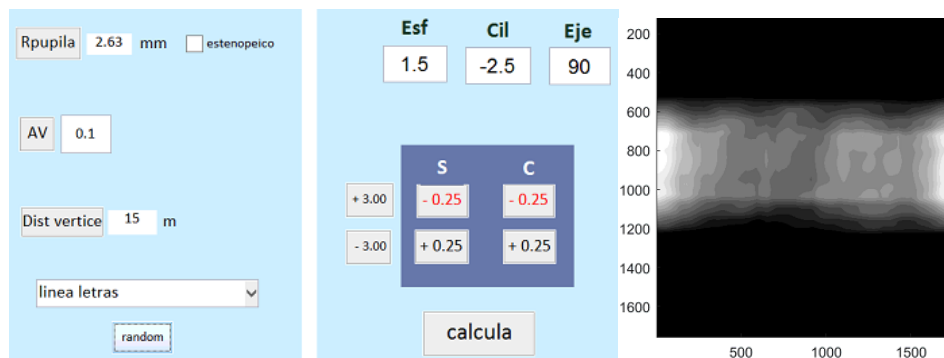 Rpupila 2.63 mm estenopeico
AV 0.1
Dist vertice 15 m
linea letras
random
Esf Cil Eje
1.5 -2.5 90
S C
+ 3.00 - 0.25 - 0.25
- 3.00 + 0.25 + 0.25
calcula
200
400
600
800
1000
1200
1400
1600
500 1000 1500